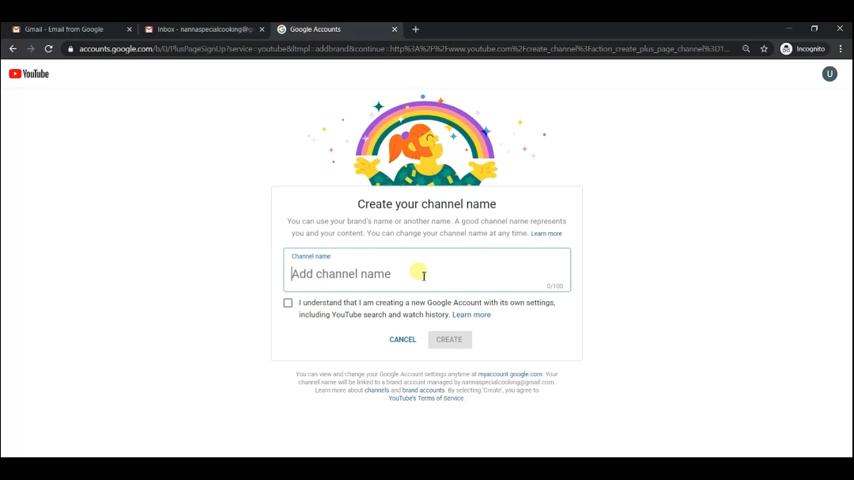 Gmail - Email from Google
Inbox - nannaspecialcooking@g
Google Accounts
accounts.google.com/b/0/PlusPageSignUp?service=youtube&ltmpl=addbrand&continue=http%3A%2F%2Fwww.youtube.com%2Fcreate_channel%3Faction_create_plus_page_channel%3D1...
Incognito
YouTube
U
Create your channel name
You can use your brand's name or another name. A good channel name represents
you and your content. You can change your channel name at any time. Learn more
Channel name
Add channel name
0/100
I understand that I am creating a new Google Account with its own settings,
including YouTube search and watch history. Learn more
CANCEL
CREATE
You can view and change your Google Account settings anytime at myaccount.google.com. Your
channel name will be linked to a brand account managed by nannaspecialcooking@gmail.com.
Learn more about channels and brand accounts. By selecting 'Create', you agree to
YouTube's Terms of Service.